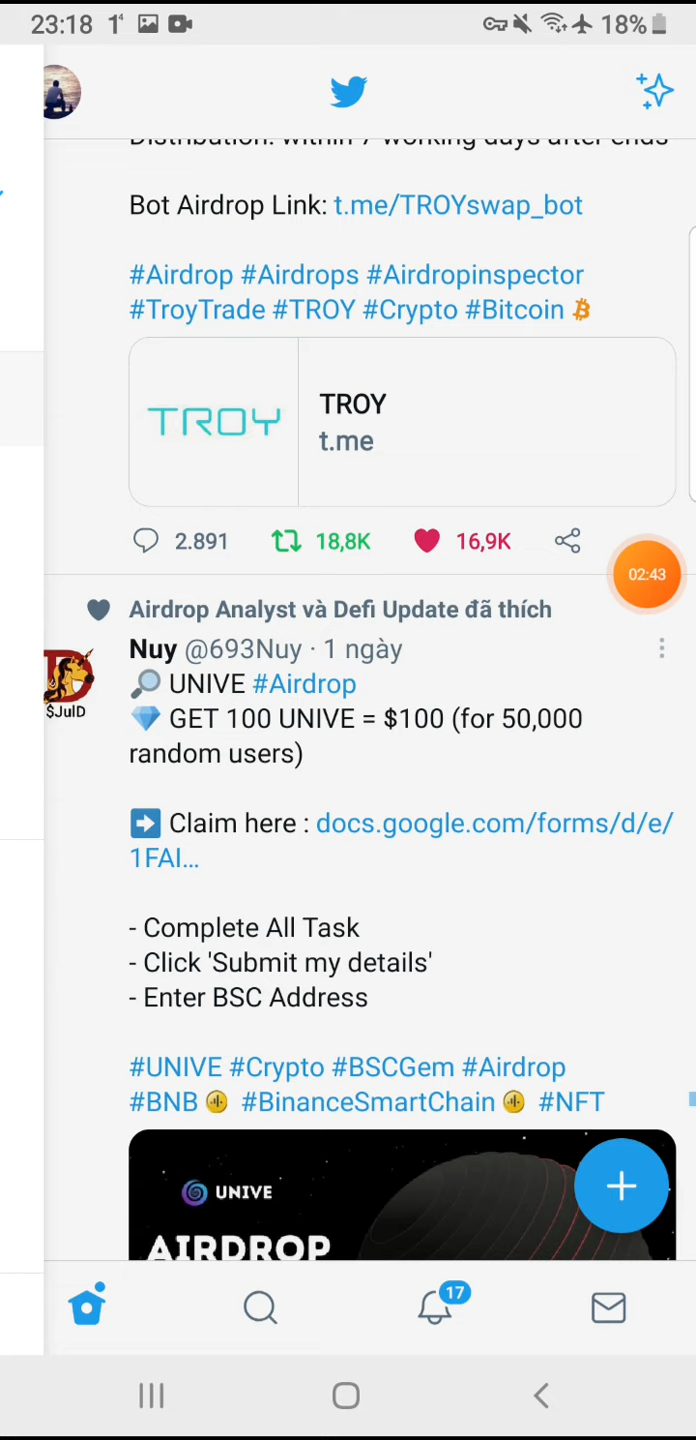 23:18 18%
Distribution: within 7 working days after ends
Bot Airdrop Link: t.me/TROYswap_bot
#Airdrop #Airdrops #Airdropinspector
#TroyTrade #TROY #Crypto #Bitcoin
TROY
TROY
t.me
2.891 18,8K 16,9K
02:43
Airdrop Analyst và Defi Update đã thích
Nuy @693Nuy · 1 ngày
$JulD
UNIVE #Airdrop
GET 100 UNIVE = $100 (for 50,000
random users)
Claim here : docs.google.com/forms/d/e/
1FAI...
- Complete All Task
- Click 'Submit my details'
- Enter BSC Address
#UNIVE #Crypto #BSCGem #Airdrop
#BNB #BinanceSmartChain #NFT
UNIVE
AIRDROP
17